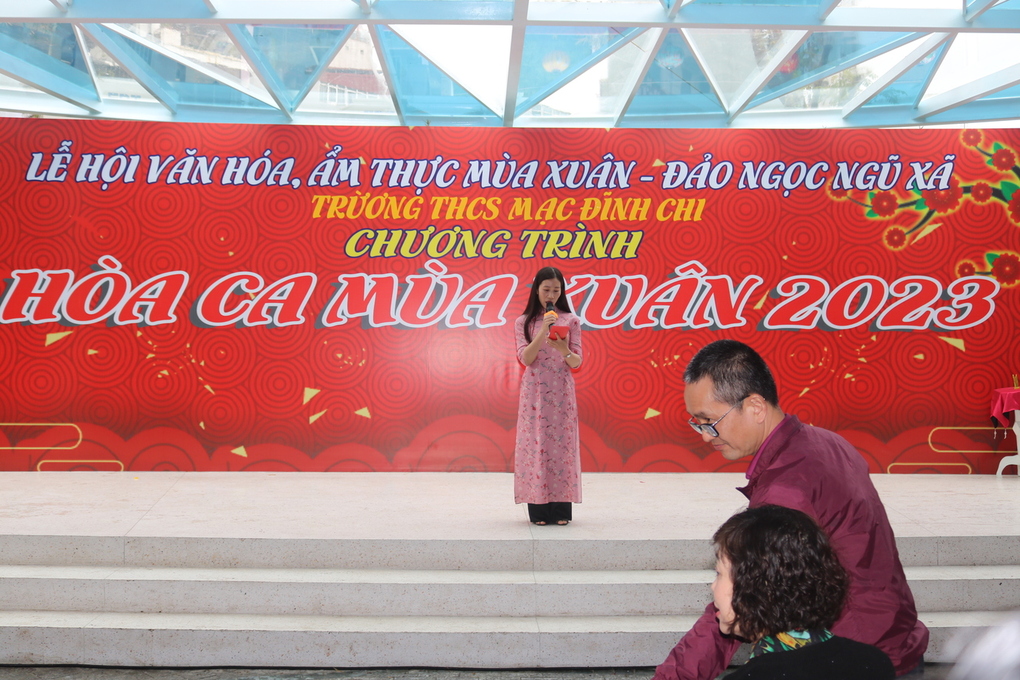 LỄ HỘI VĂN HÓA, ẨM THỰC MÙA XUÂN - ĐẢO NGỌC NGŨ XÃ
TRƯỜNG THCS MẠC ĐĨNH CHI
CHƯƠNG TRÌNH
HÒA CA MÙA XUÂN 2023